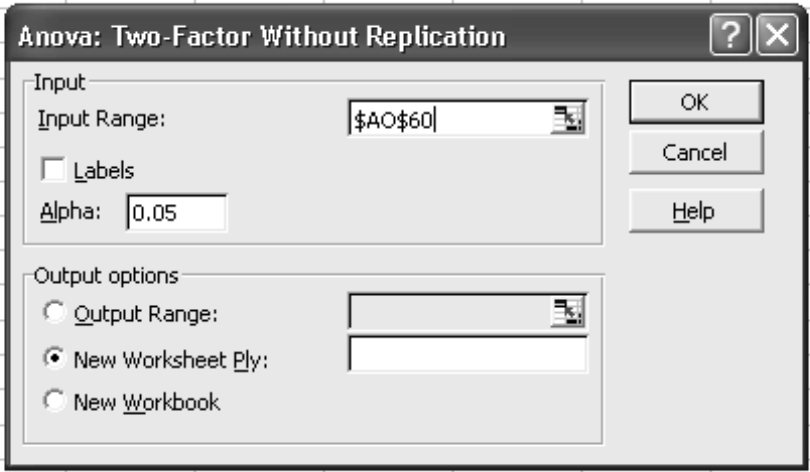 Anova: Two-Factor Without Replication
Input
Input Range:
$AO$60
OK
Labels
Cancel
Alpha:
0.05
Help
Output options
Output Range:
New Worksheet Ply:
New Workbook